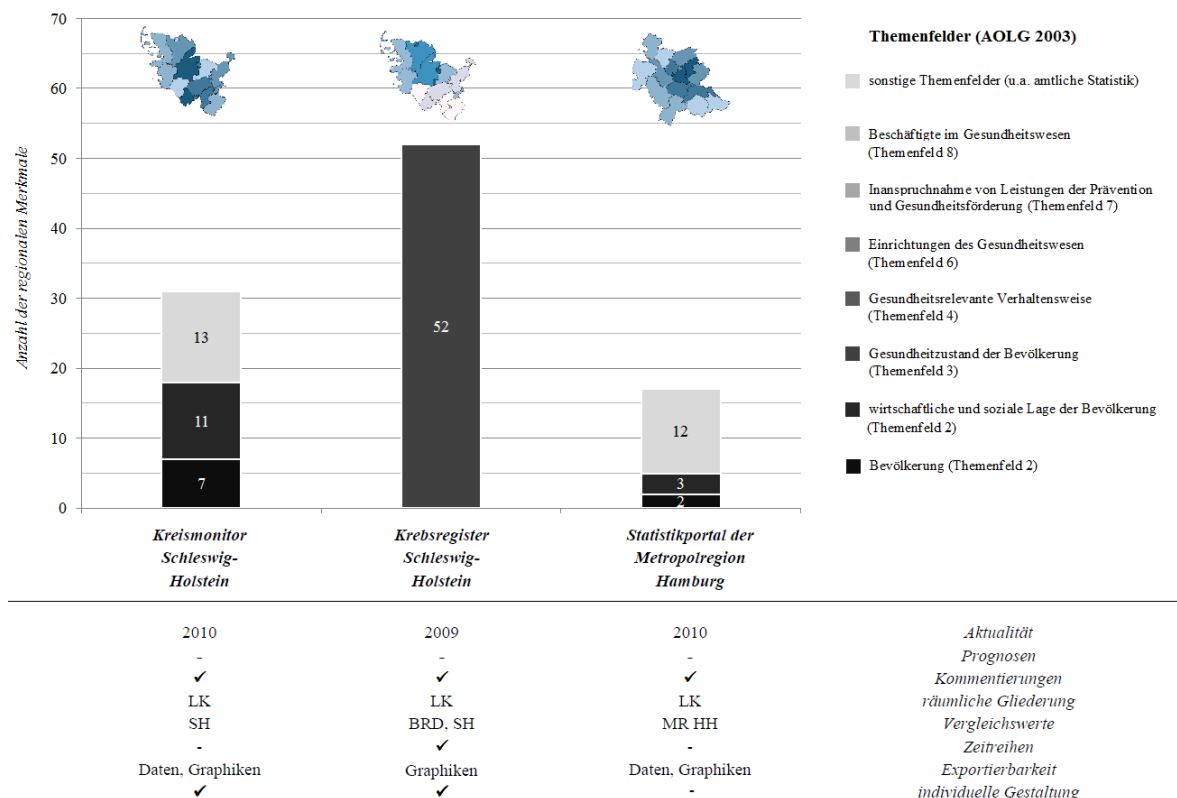 70
60
50
40
30
20
10
0
Anzahl der regionalen Merkmale
13
11
7
52
12
3
2
Kreismonitor
Schleswig-
Holstein
Krebsregister
Schleswig-
Holstein
Statistikportal der
Metropolregion
Hamburg
Themenfelder (AOLG 2003)
sonstige Themenfelder (u.a. amtliche Statistik)
Beschäftigte im Gesundheitswesen
(Themenfeld 8)
Inanspruchnahme von Leistungen der Prävention
und Gesundheitsförderung (Themenfeld 7)
Einrichtungen des Gesundheitswesen
(Themenfeld 6)
Gesundheitsrelevante Verhaltensweise
(Themenfeld 4)
Gesundheitzustand der Bevölkerung
(Themenfeld 3)
wirtschaftliche und soziale Lage der Bevölkerung
(Themenfeld 2)
Bevölkerung (Themenfeld 2)
2010 2009 2010 Aktualität
- - - Prognosen
✓ ✓ ✓ Kommentierungen
LK LK LK räumliche Gliederung
SH BRD, SH MR HH Vergleichswerte
- ✓ - Zeitreihen
Daten, Graphiken Graphiken Daten, Graphiken Exportierbarkeit
✓ ✓ - individuelle Gestaltung